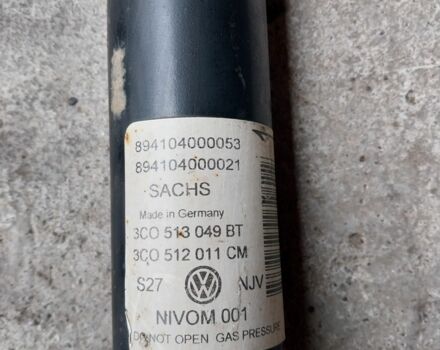 894104000053
894104000021
SACHS
Made in Germany
3C0 513 049 BT
3C0 512 011 CM
S27 VW NJV
NIVOM 001
DO NOT OPEN GAS PRESSURE